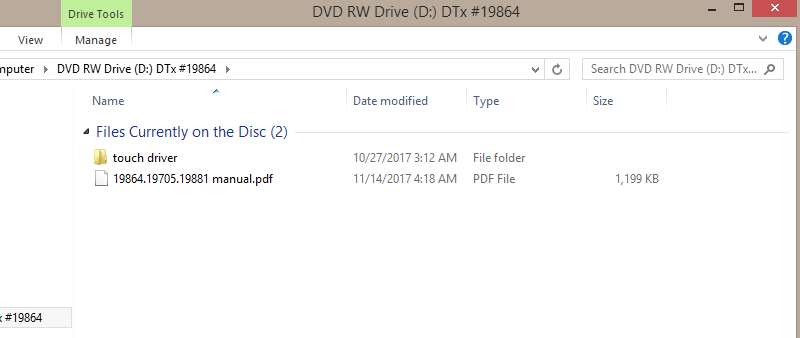 Drive Tools
DVD RW Drive (D:) DTx #19864
View
Manage
mputer
DVD RW Drive (D:) DTx #19864
Search DVD RW Drive (D:) DTx...
Name
Date modified
Type
Size
Files Currently on the Disc (2)
touch driver
10/27/2017 3:12 AM
File folder
19864.19705.19881 manual.pdf
11/14/2017 4:18 AM
PDF File
1,199 KB
x #19864